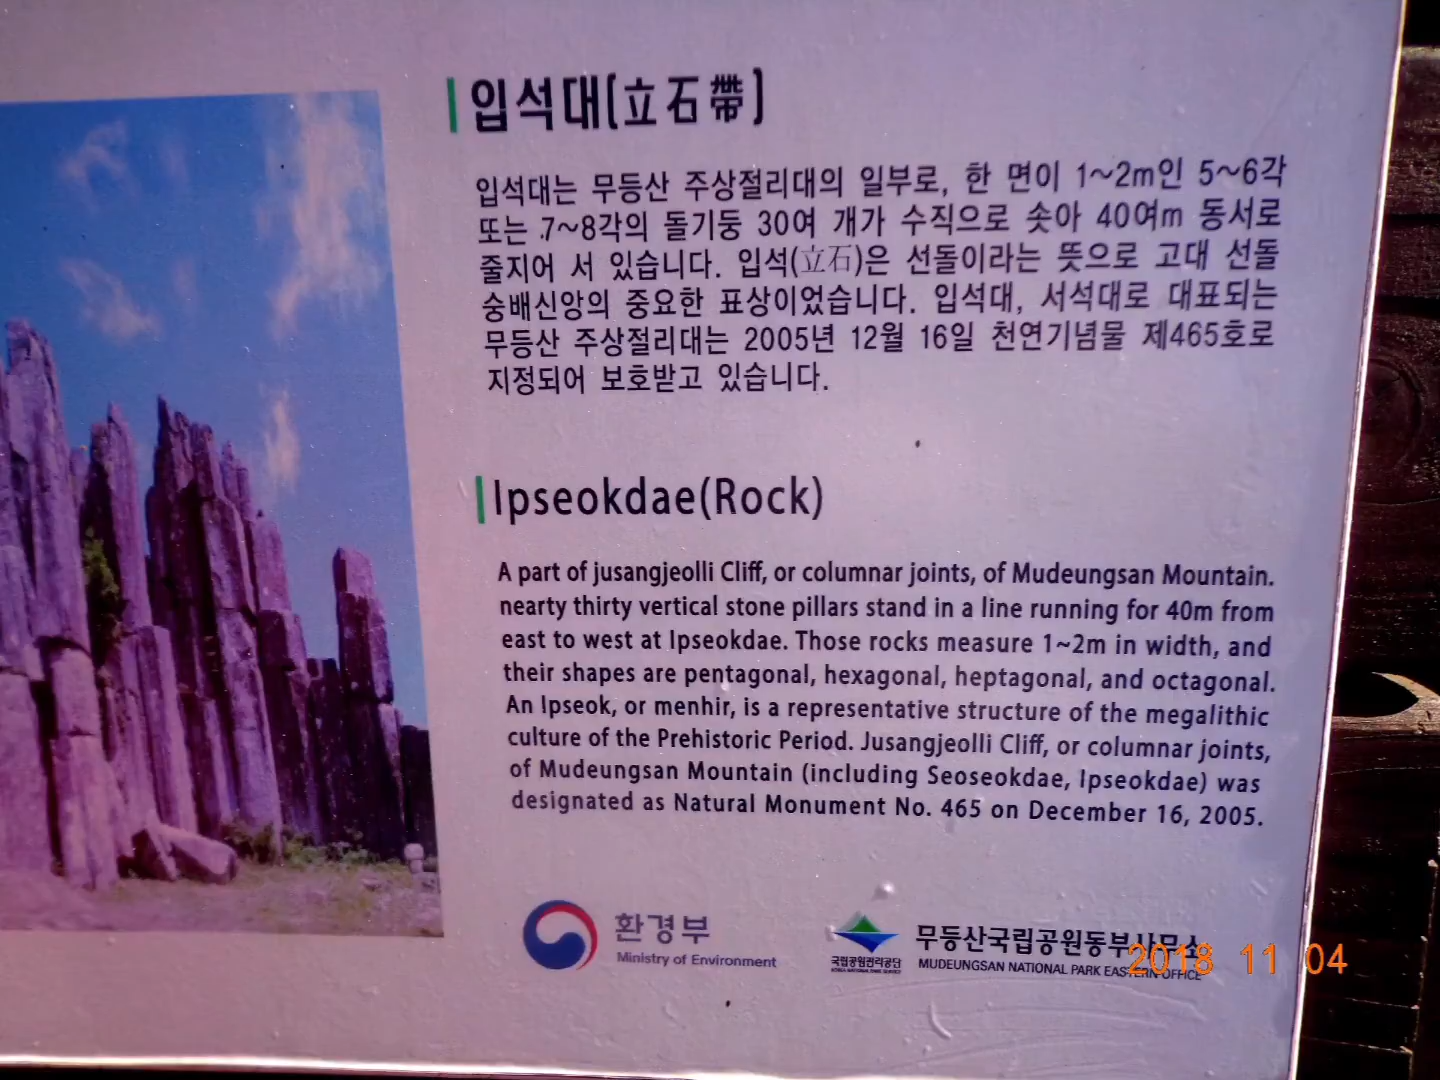 입석대(立石帶)
입석대는 무등산 주상절리대의 일부로, 한 면이 1~2m인 5~6각
또는 7~8각의 돌기둥 30여 개가 수직으로 솟아 40여m 동서로
줄지어 서 있습니다. 입석(立石)은 선돌이라는 뜻으로 고대 선돌
숭배신앙의 중요한 표상이었습니다. 입석대, 서석대로 대표되는
무등산 주상절리대는 2005년 12월 16일 천연기념물 제465호로
지정되어 보호받고 있습니다.
Ipseokdae(Rock)
A part of jusangjeolli Cliff, or columnar joints, of Mudeungsan Mountain.
nearty thirty vertical stone pillars stand in a line running for 40m from
east to west at Ipseokdae. Those rocks measure 1~2m in width, and
their shapes are pentagonal, hexagonal, heptagonal, and octagonal.
An Ipseok, or menhir, is a representative structure of the megalithic
culture of the Prehistoric Period. Jusangjeolli Cliff, or columnar joints,
of Mudeungsan Mountain (including Seoseokdae, Ipseokdae) was
designated as Natural Monument No. 465 on December 16, 2005.
환경부
Ministry of Environment
국립공원관리공단
KOREA NATIONAL PARK SERVICE
무등산국립공원동부사무소
MUDEUNGSAN NATIONAL PARK EASTERN OFFICE
2018 11 04